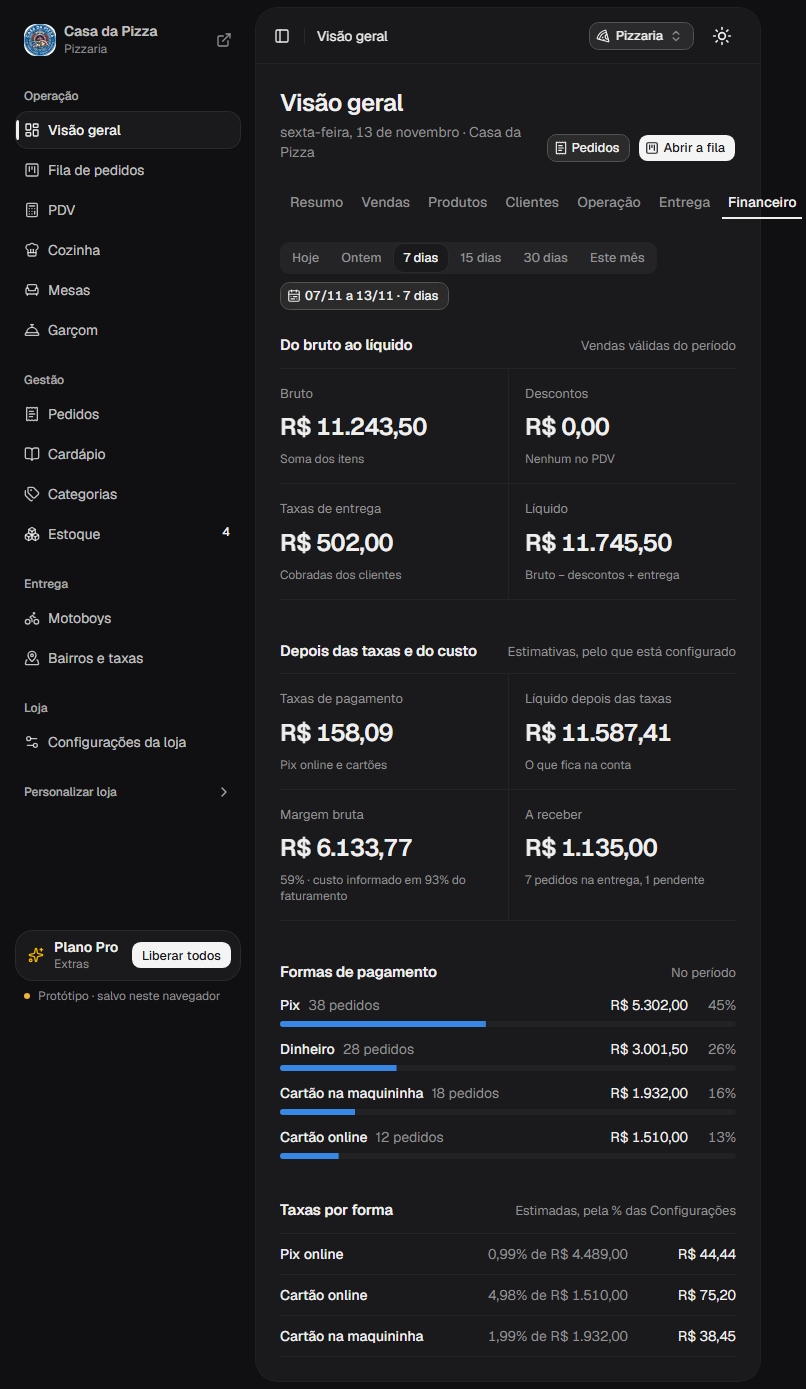 Casa da Pizza
Pizzaria
Operação
Visão geral
Fila de pedidos
PDV
Cozinha
Mesas
Garçom
Gestão
Pedidos
Cardápio
Categorias
Estoque 4
Entrega
Motoboys
Bairros e taxas
Loja
Configurações da loja
Personalizar loja
Plano Pro
Extras
Liberar todos
Protótipo · salvo neste navegador
Visão geral
Pizzaria
Visão geral
sexta-feira, 13 de novembro · Casa da
Pizza
Pedidos
Abrir a fila
Resumo Vendas Produtos Clientes Operação Entrega Financeiro
Hoje Ontem 7 dias 15 dias 30 dias Este mês
07/11 a 13/11 · 7 dias
Do bruto ao líquido Vendas válidas do período
Bruto
R$ 11.243,50
Soma dos itens
Descontos
R$ 0,00
Nenhum no PDV
Taxas de entrega
R$ 502,00
Cobradas dos clientes
Líquido
R$ 11.745,50
Bruto − descontos + entrega
Depois das taxas e do custo Estimativas, pelo que está configurado
Taxas de pagamento
R$ 158,09
Pix online e cartões
Líquido depois das taxas
R$ 11.587,41
O que fica na conta
Margem bruta
R$ 6.133,77
59% · custo informado em 93% do
faturamento
A receber
R$ 1.135,00
7 pedidos na entrega, 1 pendente
Formas de pagamento No período
Pix 38 pedidos R$ 5.302,00 45%
Dinheiro 28 pedidos R$ 3.001,50 26%
Cartão na maquininha 18 pedidos R$ 1.932,00 16%
Cartão online 12 pedidos R$ 1.510,00 13%
Taxas por forma Estimadas, pela % das Configurações
Pix online 0,99% de R$ 4.489,00 R$ 44,44
Cartão online 4,98% de R$ 1.510,00 R$ 75,20
Cartão na maquininha 1,99% de R$ 1.932,00 R$ 38,45